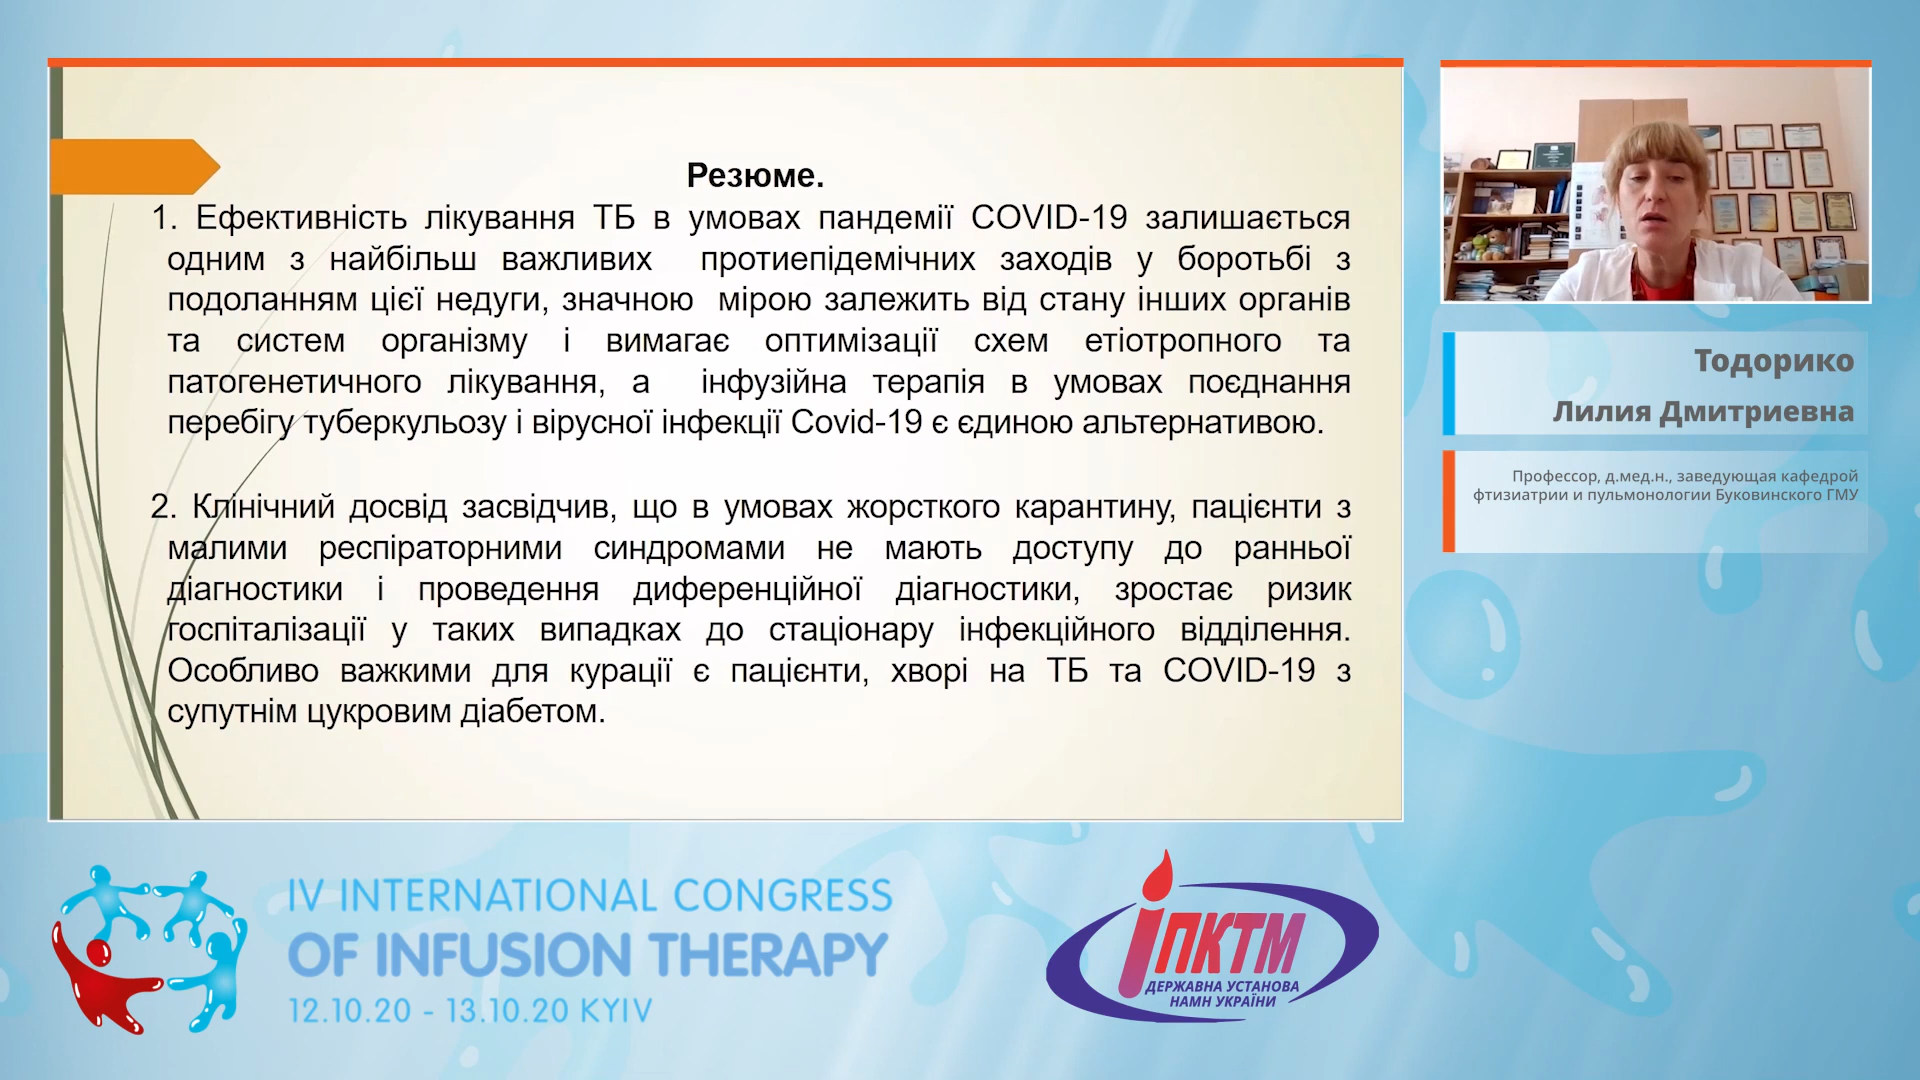 Резюме.
1. Ефективність лікування ТБ в умовах пандемії COVID-19 залишається
одним з найбільш важливих протиепідемічних заходів у боротьбі з
подоланням цієї недуги, значною мірою залежить від стану інших органів
та систем організму і вимагає оптимізації схем етіотропного та
патогенетичного лікування, а інфузійна терапія в умовах поєднання
перебігу туберкульозу і вірусної інфекції Covid-19 є єдиною альтернативою.
2. Клінічний досвід засвідчив, що в умовах жорсткого карантину, пацієнти з
малими респіраторними синдромами не мають доступу до ранньої
діагностики і проведення диференційної діагностики, зростає ризик
госпіталізації у таких випадках до стаціонару інфекційного відділення.
Особливо важкими для курації є пацієнти, хворі на ТБ та COVID-19 з
супутнім цукровим діабетом.
Тодорико
Лилия Дмитриевна
Профессор, д.мед.н., заведующая кафедрой
фтизиатрии и пульмонологии Буковинского ГМУ
IV INTERNATIONAL CONGRESS
OF INFUSION THERAPY
12.10.20 - 13.10.20 KYIV
ІПКТМ
ДЕРЖАВНА УСТАНОВА
НАМН УКРАЇНИ